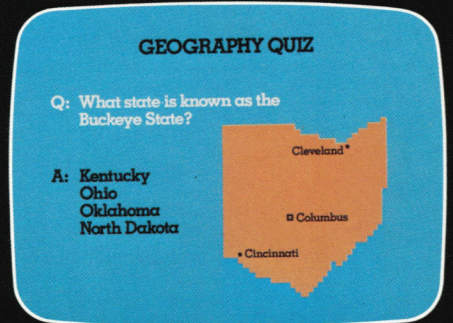 GEOGRAPHY QUIZ
Q: What state is known as the
Buckeye State?
A: Kentucky
Ohio
Oklahoma
North Dakota
Cleveland
Columbus
Cincinnati